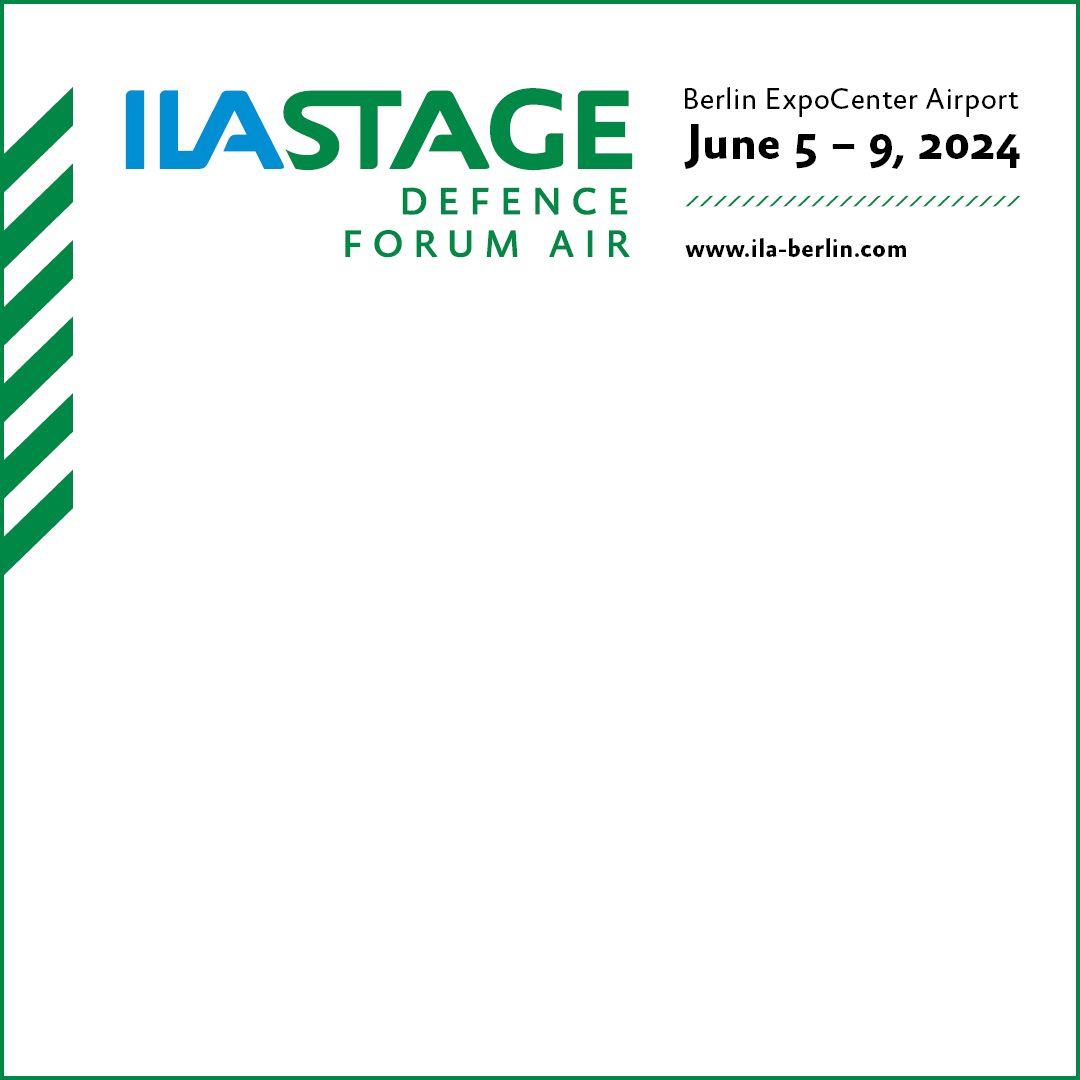 ILASTAGE
DEFENCE
FORUM AIR
Berlin ExpoCenter Airport
June 5 – 9, 2024
www.ila-berlin.com